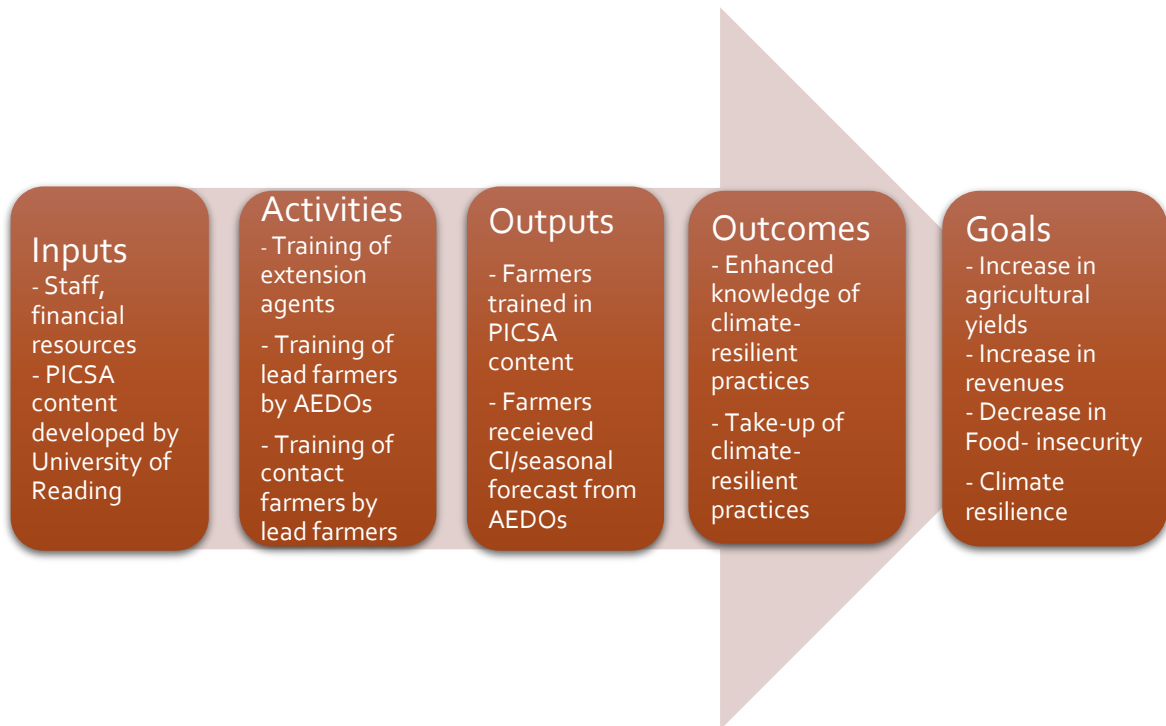 Inputs
- Staff,
financial
resources
- PICSA
content
developed by
University of
Reading
Activities
- Training of
extension
agents
- Training of
lead farmers
by AEDOs
- Training of
contact
farmers by
lead farmers
Outputs
- Farmers
trained in
PICSA
content
- Farmers
receieved
CI/seasonal
forecast from
AEDOs
Outcomes
- Enhanced
knowledge of
climate-
resilient
practices
- Take-up of
climate-
resilient
practices
Goals
- Increase in
agricultural
yields
- Increase in
revenues
- Decrease in
Food- insecurity
- Climate
resilience